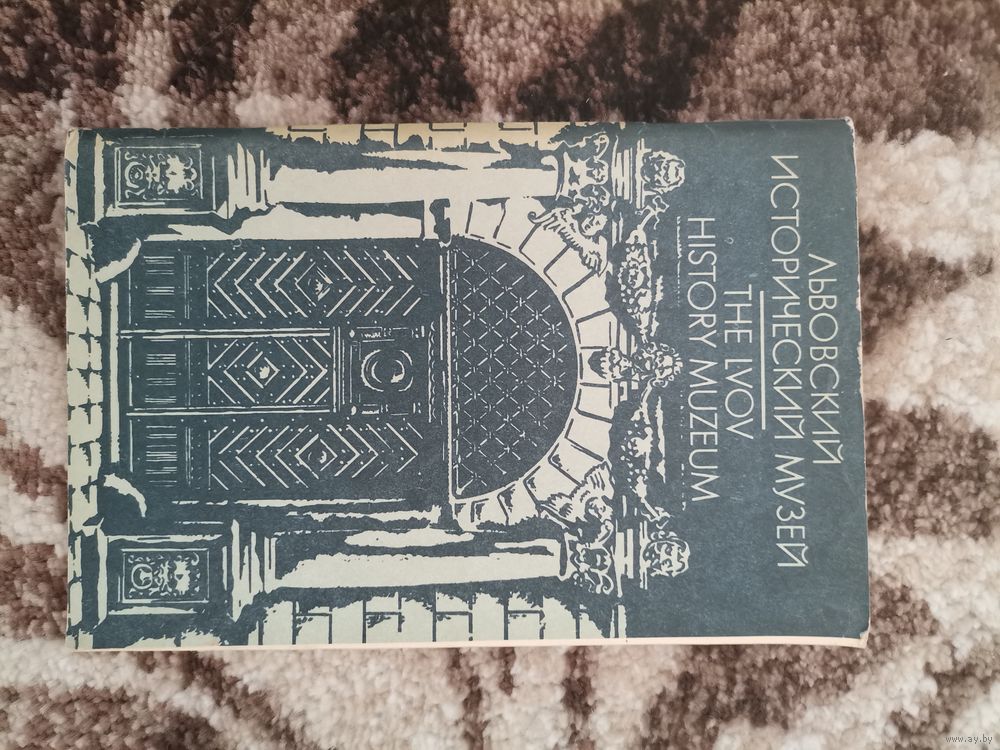 ЛЬВОВСКИЙ
ИСТОРИЧЕСКИЙ МУЗЕЙ
THE LVOV
HISTORY MUZEUM
www.ay.by